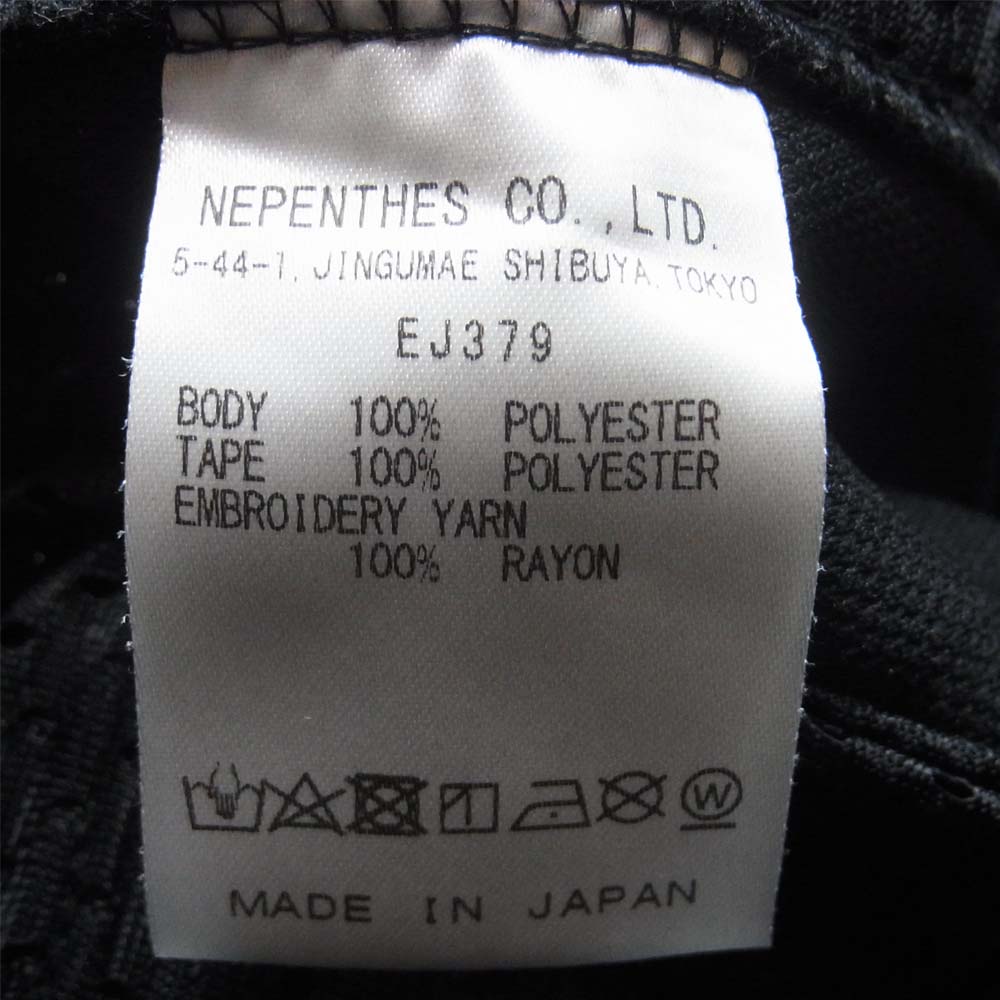 NEPENTHES CO.,LTD.
5-44-1, JINGUMAE SHIBUYA, TOKYO
EJ379
BODY 100% POLYESTER
TAPE 100% POLYESTER
EMBROIDERY YARN
100% RAYON
W
MADE IN JAPAN